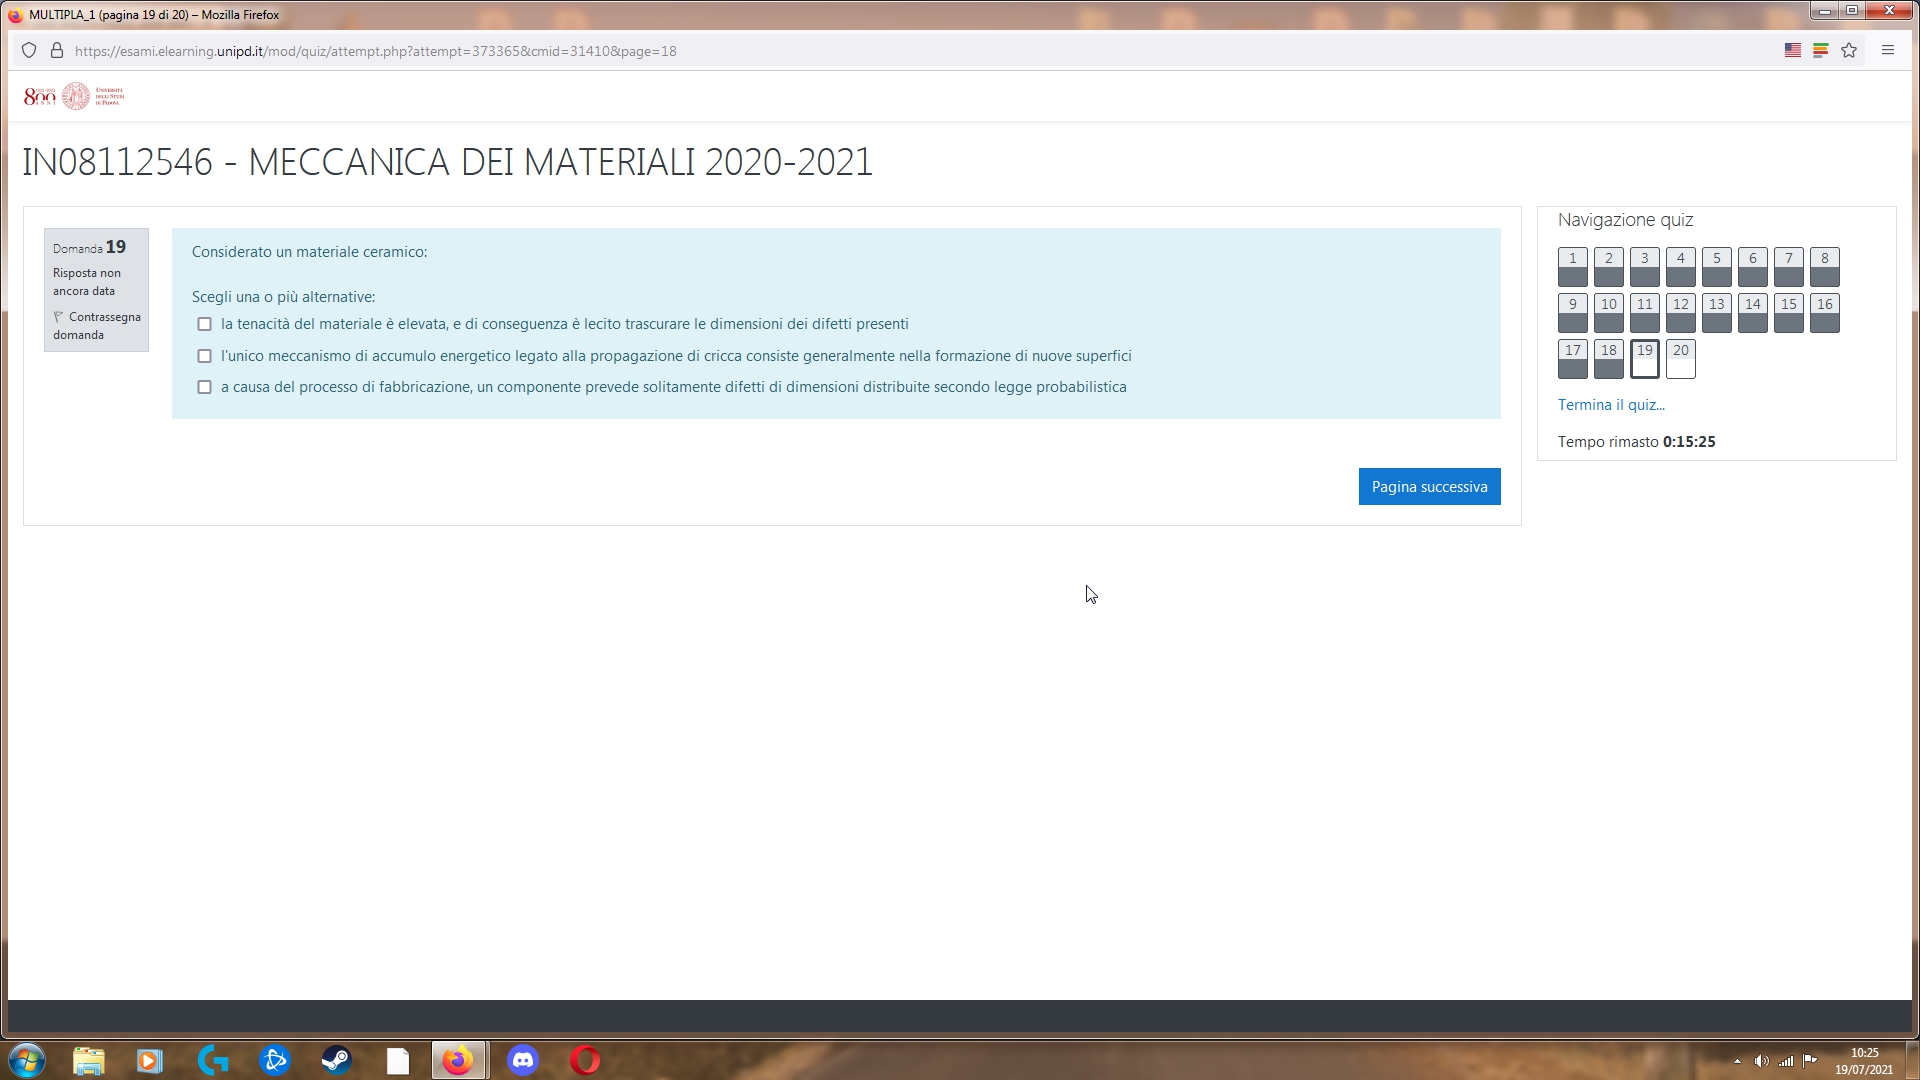 MULTIPLA_1 (pagina 19 di 20) – Mozilla Firefox
https://esami.elearning.unipd.it/mod/quiz/attempt.php?attempt=373365&cmid=31410&page=18
800
ANNI
UNIVERSITÀ
DEGLI STUDI
DI PADOVA
IN08112546 - MECCANICA DEI MATERIALI 2020-2021
Domanda 19
Risposta non
ancora data
Contrassegna
domanda
Considerato un materiale ceramico:
Scegli una o più alternative:
la tenacità del materiale è elevata, e di conseguenza è lecito trascurare le dimensioni dei difetti presenti
l'unico meccanismo di accumulo energetico legato alla propagazione di cricca consiste generalmente nella formazione di nuove superfici
a causa del processo di fabbricazione, un componente prevede solitamente difetti di dimensioni distribuite secondo legge probabilistica
Pagina successiva
Navigazione quiz
1 2 3 4 5 6 7 8
9 10 11 12 13 14 15 16
17 18 19 20
Termina il quiz...
Tempo rimasto 0:15:25
10:25
19/07/2021